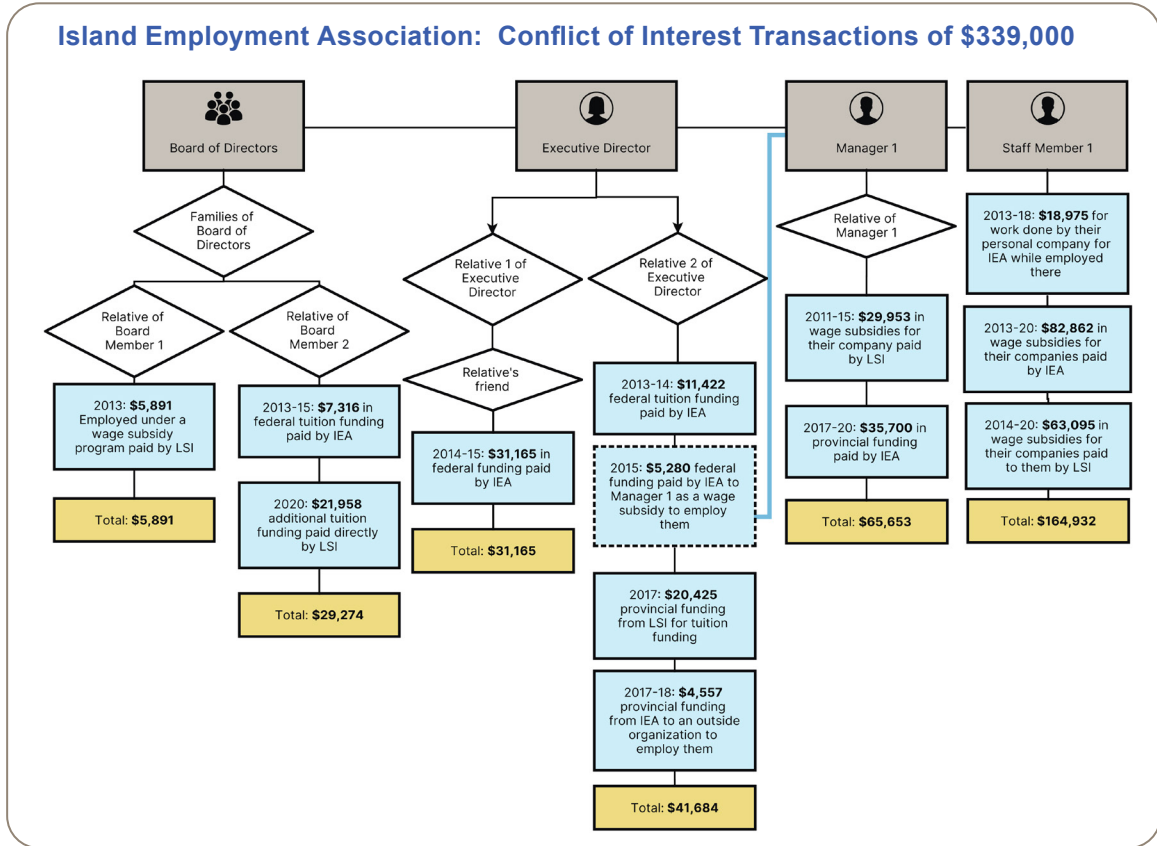 Island Employment Association:  Conflict of Interest Transactions of $339,000
Board of Directors
Families of
Board of
Directors
Relative of
Board
Member 1
2013: $5,891
Employed under a
wage subsidy
program paid by LSI
Total: $5,891
Relative of
Board
Member 2
2013-15: $7,316 in
federal tuition funding
paid by IEA
2020: $21,958
additional tuition
funding paid directly
by LSI
Total: $29,274
Executive Director
Relative 1 of
Executive
Director
Relative's
friend
2014-15: $31,165 in
federal funding paid
by IEA
Total: $31,165
Relative 2 of
Executive
Director
2013-14: $11,422
federal tuition funding
paid by IEA
2015: $5,280 federal
funding paid by IEA to
Manager 1 as a wage
subsidy to employ
them
2017: $20,425
provincial funding
from LSI for tuition
funding
2017-18: $4,557
provincial funding
from IEA to an outside
organization to
employ them
Total: $41,684
Manager 1
Relative of
Manager 1
2011-15: $29,953 in
wage subsidies for
their company paid
by LSI
2017-20: $35,700 in
provincial funding
paid by IEA
Total: $65,653
Staff Member 1
2013-18: $18,975 for
work done by their
personal company for
IEA while employed
there
2013-20: $82,862 in
wage subsidies for
their companies paid
by IEA
2014-20: $63,095 in
wage subsidies for
their companies paid
to them by LSI
Total: $164,932